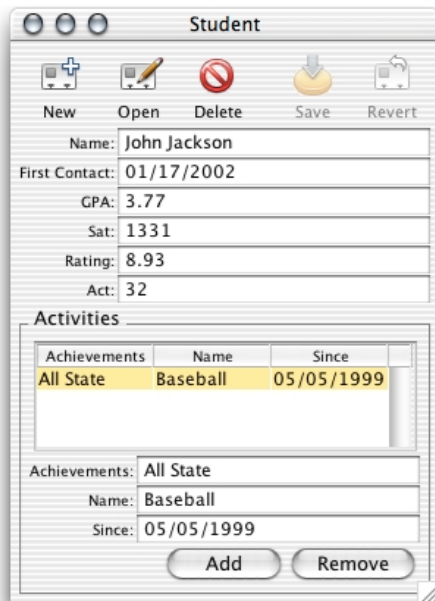 Student
New Open Delete Save Revert
Name: John Jackson
First Contact: 01/17/2002
GPA: 3.77
Sat: 1331
Rating: 8.93
Act: 32
Activities
Achievements Name Since
All State Baseball 05/05/1999
Achievements: All State
Name: Baseball
Since: 05/05/1999
Add Remove